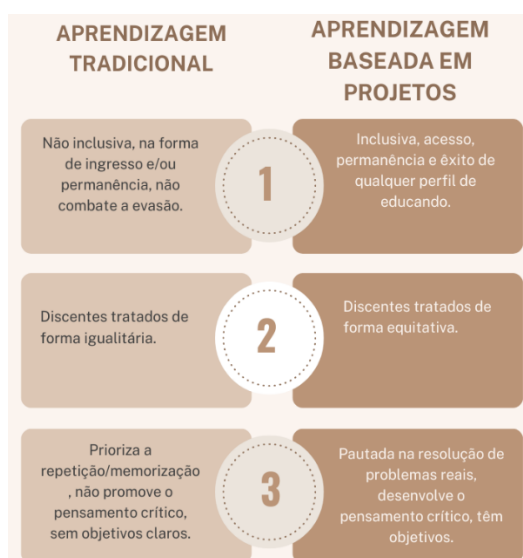 APRENDIZAGEM
TRADICIONAL
APRENDIZAGEM
BASEADA EM
PROJETOS
Não inclusiva, na forma
de ingresso e/ou
permanência, não
combate a evasão.
1
Inclusiva, acesso,
permanência e êxito de
qualquer perfil de
educando.
Discentes tratados de
forma igualitária.
2
Discentes tratados de
forma equitativa.
Prioriza a
repetição/memorização
, não promove o
pensamento crítico,
sem objetivos claros.
3
Pautada na resolução de
problemas reais,
desenvolve o
pensamento crítico, têm
objetivos.